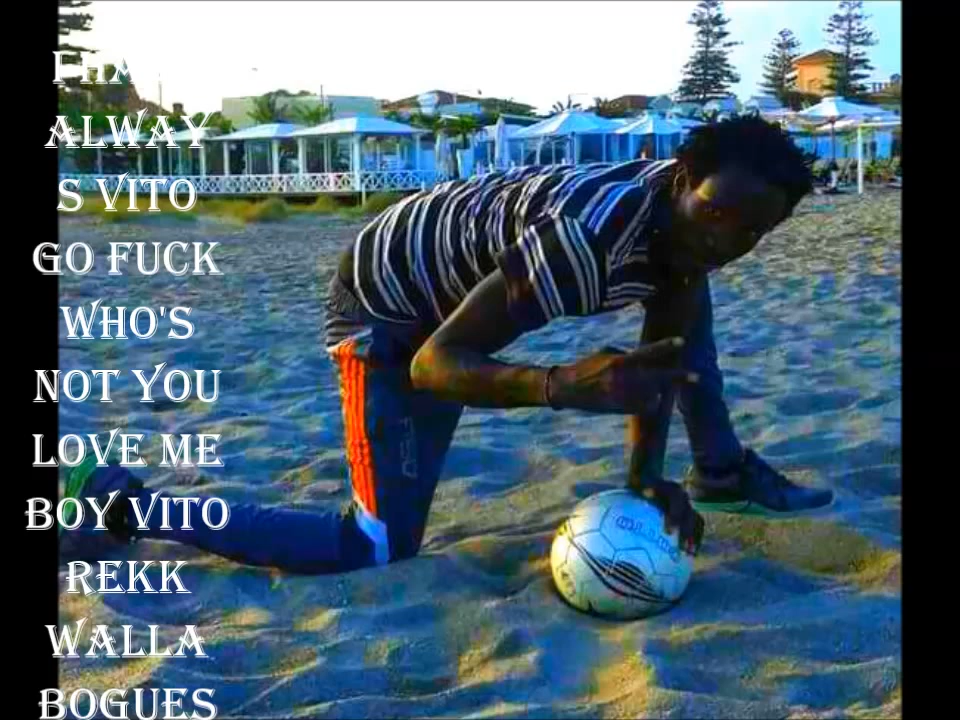 ALWAY
S VITO
GO FUCK
WHO'S
NOT YOU
LOVE ME
BOY VITO
REKK
WALLA
BOGUES